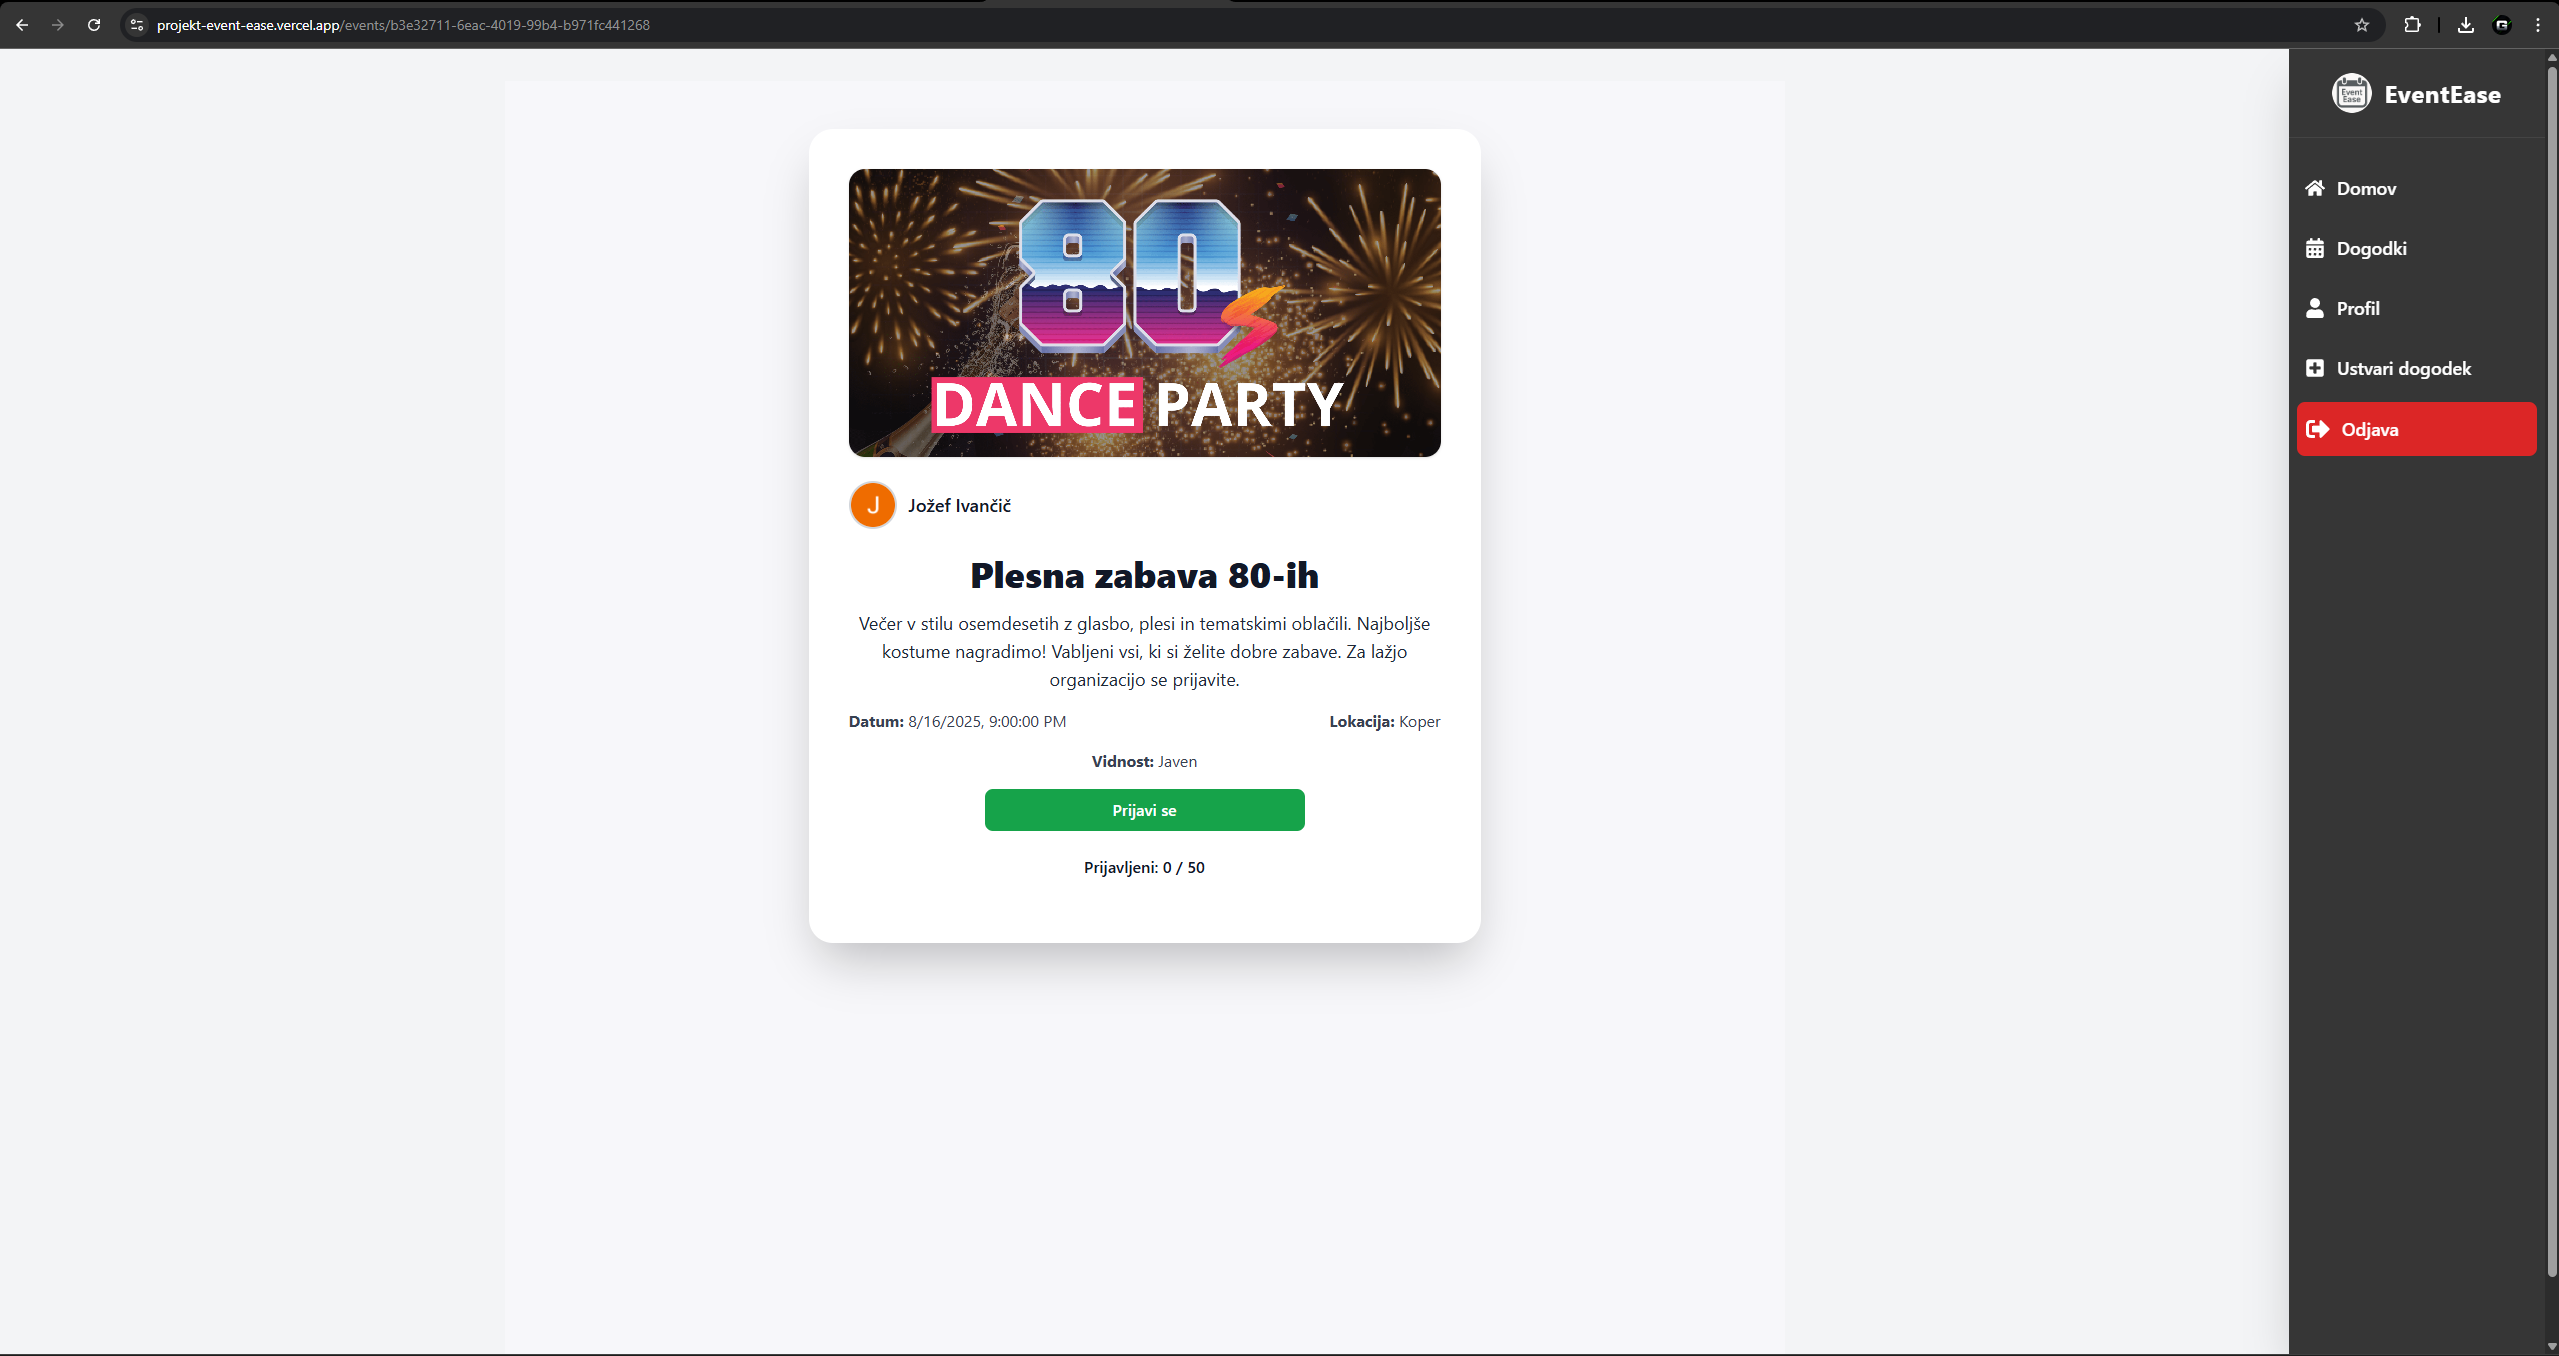 projekt-event-ease.vercel.app/events/b3e32711-6eac-4019-99b4-b971fc441268
Event
Ease
EventEase
Domov
Dogodki
Profil
Ustvari dogodek
Odjava
80s
DANCE PARTY
J
Jožef Ivančič
Plesna zabava 80-ih
Večer v stilu osemdesetih z glasbo, plesi in tematskimi oblačili. Najboljše
kostume nagradimo! Vabljeni vsi, ki si želite dobre zabave. Za lažjo
organizacijo se prijavite.
Datum: 8/16/2025, 9:00:00 PM
Lokacija: Koper
Vidnost: Javen
Prijavi se
Prijavljeni: 0 / 50